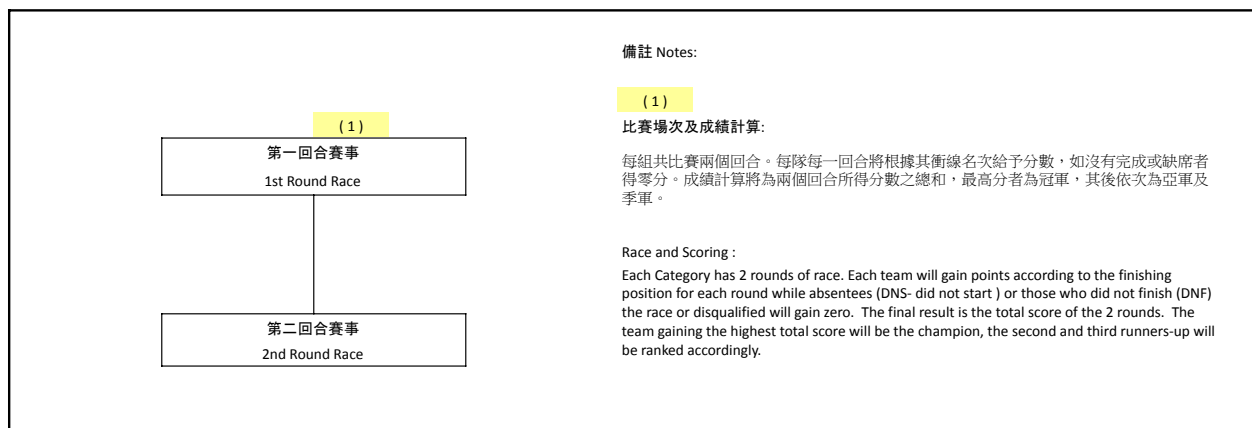 備註 Notes:
( 1 )
比賽場次及成績計算:
( 1 )
第一回合賽事
1st Round Race
每組共比賽兩個回合。每隊每一回合將根據其衝線名次給予分數，如沒有完成或缺席者
得零分。成績計算將為兩個回合所得分數之總和，最高分者為冠軍，其後依次為亞軍及
季軍。
Race and Scoring :
Each Category has 2 rounds of race. Each team will gain points according to the finishing
position for each round while absentees (DNS- did not start ) or those who did not finish (DNF)
the race or disqualified will gain zero.  The final result is the total score of the 2 rounds.  The
team gaining the highest total score will be the champion, the second and third runners-up will
be ranked accordingly.
第二回合賽事
2nd Round Race